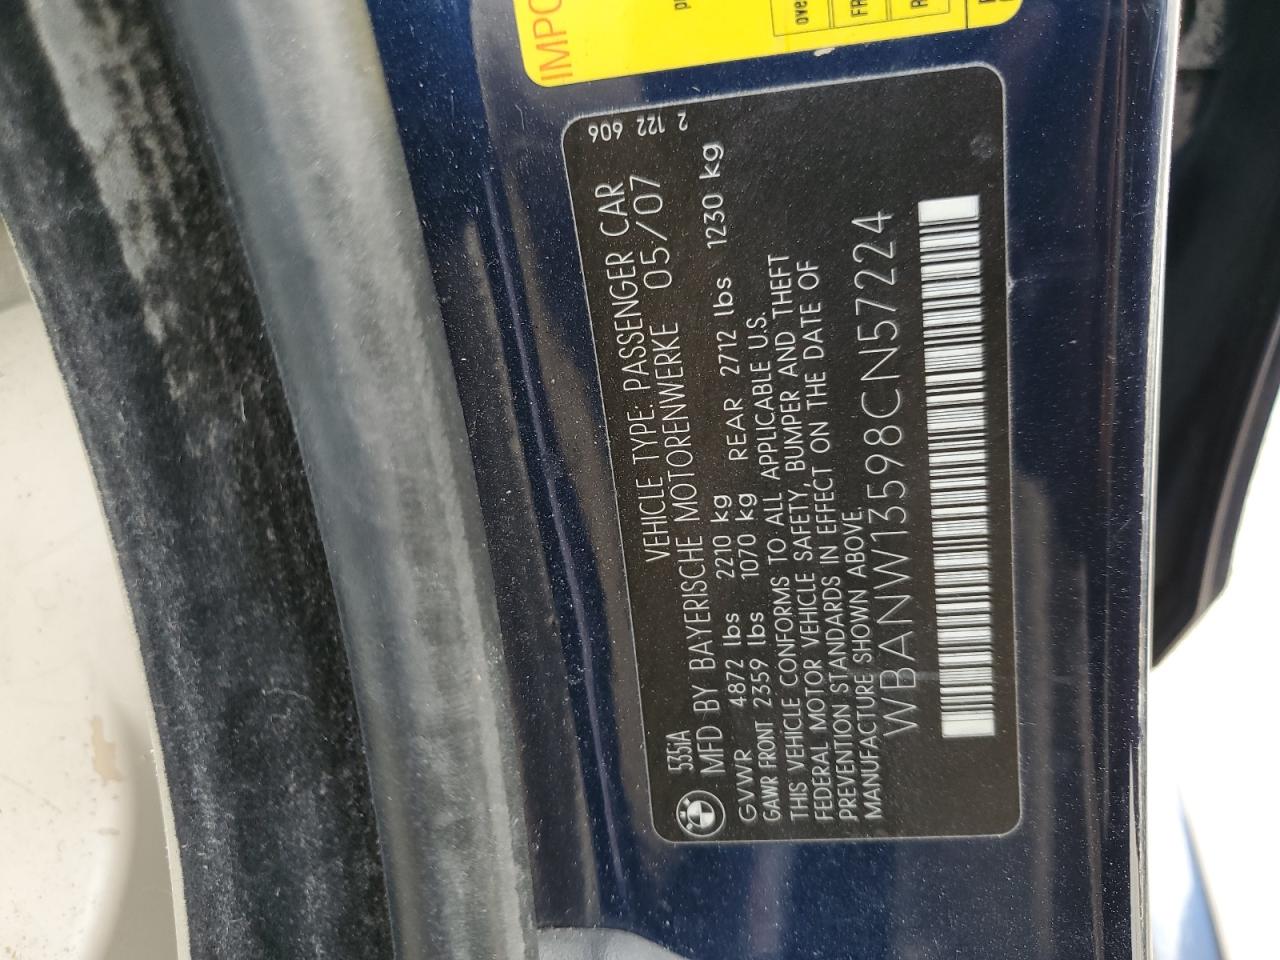 IMPO
2 122 606
535iA
VEHICLE TYPE: PASSENGER CAR
MFD BY BAYERISCHE MOTORENWERKE 05/07
GVWR 4872 lbs 2210 kg
GAWR FRONT 2359 lbs 1070 kg REAR 2712 lbs 1230 kg
THIS VEHICLE CONFORMS TO ALL APPLICABLE U.S.
FEDERAL MOTOR VEHICLE SAFETY, BUMPER AND THEFT
PREVENTION STANDARDS IN EFFECT ON THE DATE OF
MANUFACTURE SHOWN ABOVE.
WBANW13598CN57224